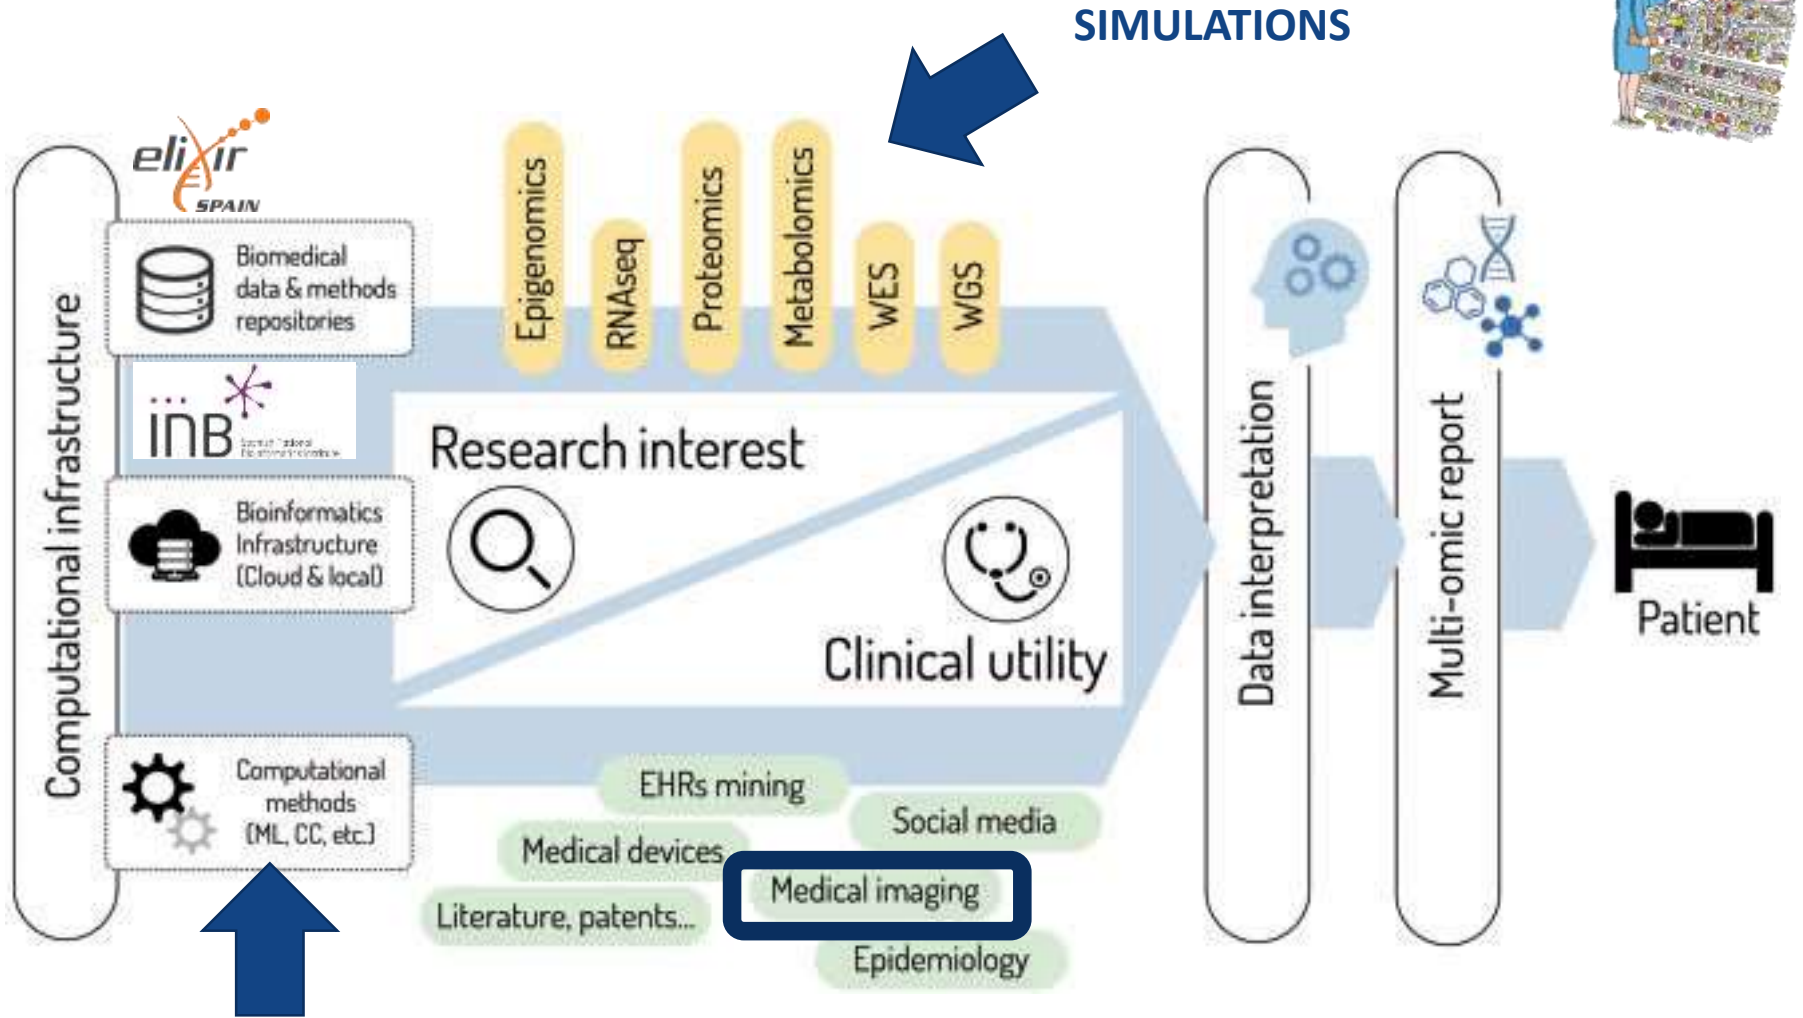 SIMULATIONS
elixir
SPAIN
Computational infrastructure
Biomedical
data & methods
repositories
INB
Bioinformatics
Infrastructure
(Cloud & local)
Computational
methods
(ML, CC, etc.)
Epigenomics
RNAseq
Proteomics
Metabolomics
WES
WGS
Research interest
Clinical utility
EHRs mining
Social media
Medical devices
Medical imaging
Literature, patents...
Epidemiology
Data interpretation
Multi-omic report
Patient